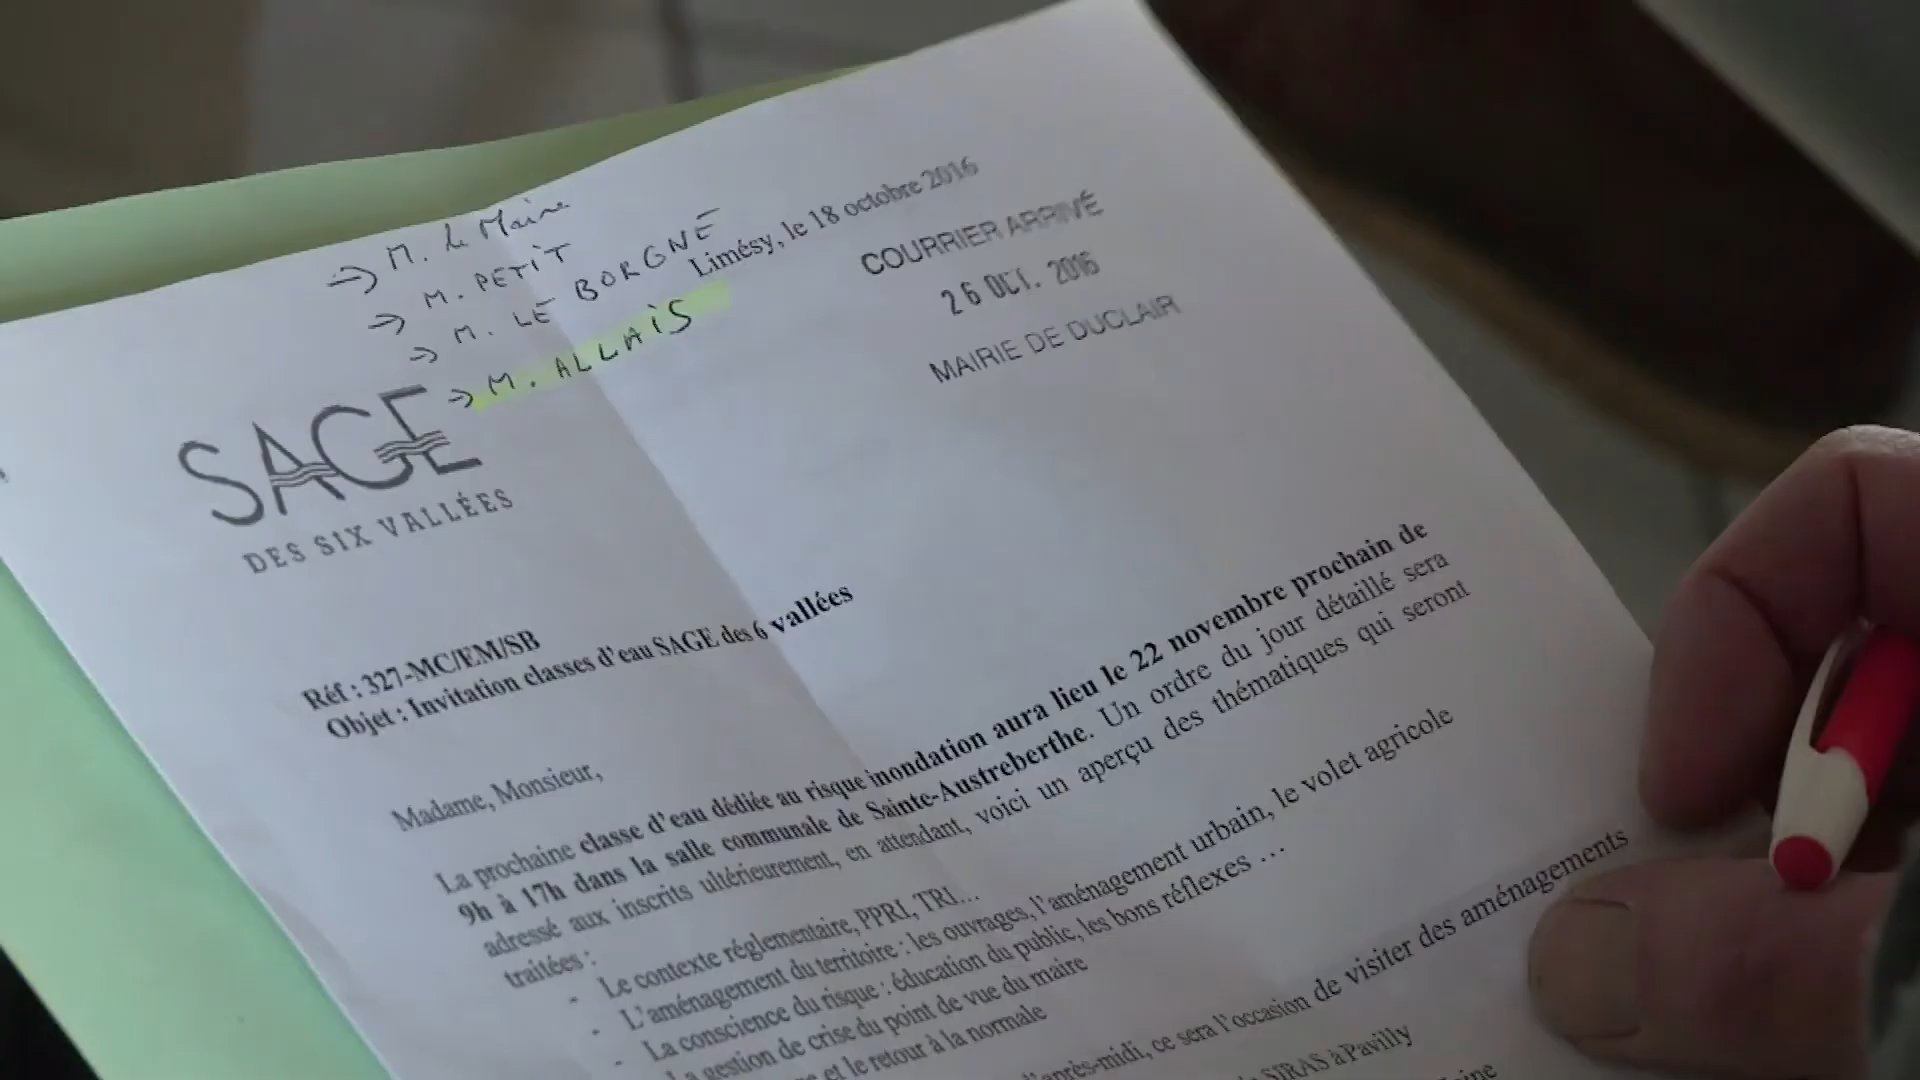 → M. le Maire
→ M. PETIT
→ M. LE BORGNE
→ M. ALLAIS
Limésy, le 18 octobre 2016
COURRIER ARRIVÉ
26 OCT. 2016
MAIRIE DE DUCLAIR
SAGE
DES SIX VALLÉES
Réf : 327-MC/EM/SB
Objet : Invitation classes d'eau SAGE des 6 vallées
Madame, Monsieur,
La prochaine classe d'eau dédiée au risque inondation aura lieu le 22 novembre prochain de
9h à 17h dans la salle communale de Sainte-Austreberthe. Un ordre du jour détaillé sera
adressé aux inscrits ultérieurement, en attendant, voici un aperçu des thématiques qui seront
traitées :
- Le contexte réglementaire, PPRI, TRI...
- L'aménagement du territoire : les ouvrages, l'aménagement urbain, le volet agricole
- La conscience du risque : éducation du public, les bons réflexes ...
La gestion de crise du point de vue du maire
et le retour à la normale
l'après-midi, ce sera l'occasion de visiter des aménagements
SIRAS à Pavilly